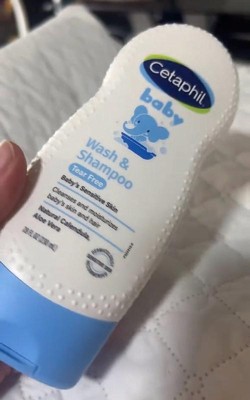 Cetaphil
baby
Wash &
Shampoo
Tear Free
Baby's Sensitive Skin
Cleanses and moisturizes
baby's skin and hair
Natural Calendula,
Aloe Vera